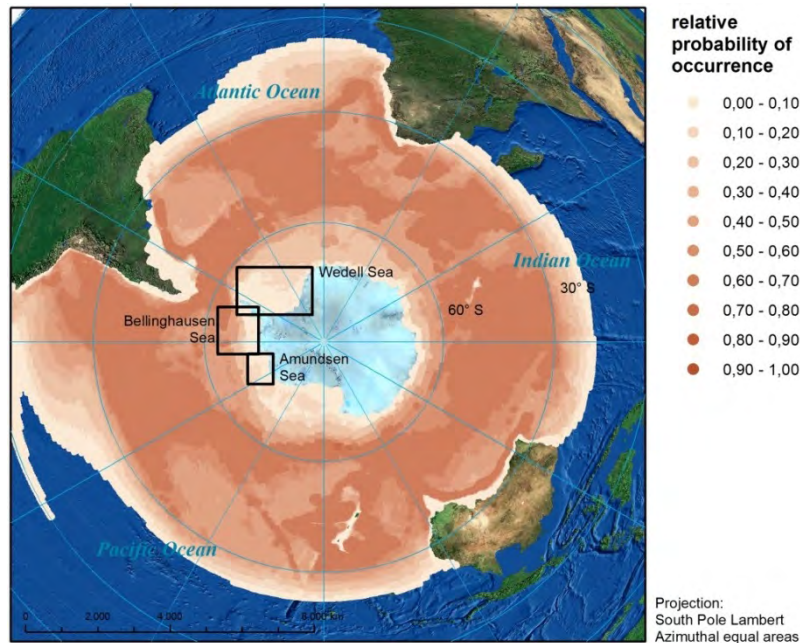 relative
probability of
occurrence
0,00 - 0,10
0,10 - 0,20
0,20 - 0,30
0,30 - 0,40
0,40 - 0,50
0,50 - 0,60
0,60 - 0,70
0,70 - 0,80
0,80 - 0,90
0,90 - 1,00
Atlantic Ocean
Wedell Sea
Indian Ocean
30° S
60° S
Bellinghausen
Sea
Amundsen
Sea
Pacific Ocean
0 2.000 4.000 8.000 km
Projection:
South Pole Lambert
Azimuthal equal areas